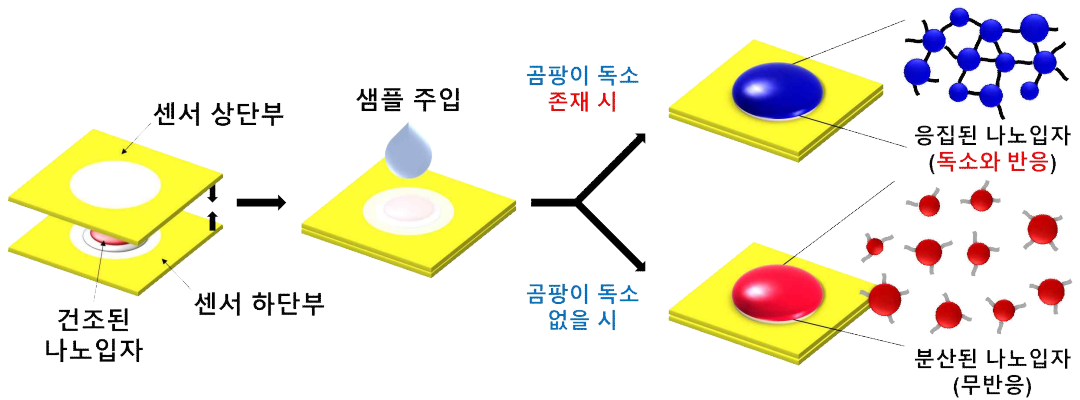 센서 상단부
센서 하단부
건조된
나노입자
샘플 주입
곰팡이 독소
존재 시
응집된 나노입자
(독소와 반응)
곰팡이 독소
없을 시
분산된 나노입자
(무반응)